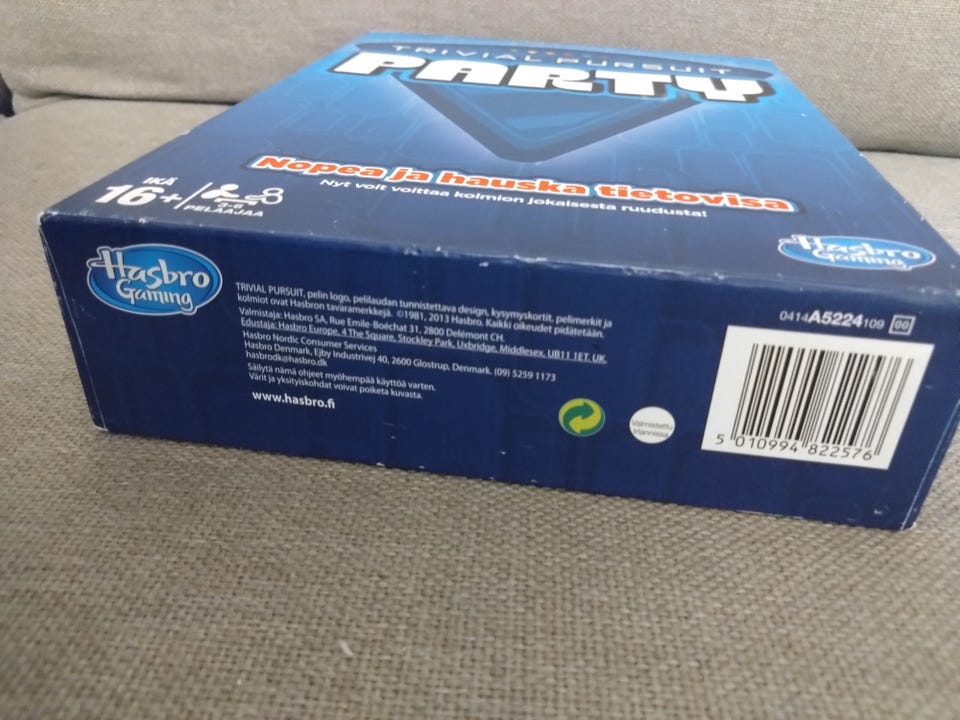 TRIVIAL PURSUIT
PARTY
Nopea ja hauska tietovisa
Nyt voit voittaa kolmion jokaisesta ruudusta!
IKÄ
16+
3-6
PELAAJAA
Hasbro
Gaming
Hasbro
Gaming
TRIVIAL PURSUIT, pelin logo, pelilaudan tunnistettava design, kysymyskortit, pelimerkit ja
kolmiot ovat Hasbron tavaramerkkejä. ©1981, 2013 Hasbro. Kaikki oikeudet pidätetään.
Valmistaja: Hasbro SA, Rue Emile-Boéchat 31, 2800 Delémont CH.
Edustaja: Hasbro Europe, 4 The Square, Stockley Park, Uxbridge, Middlesex, UB11 1ET. UK.
Hasbro Nordic Consumer Services
Hasbro Denmark, Ejby Industrivej 40, 2600 Glostrup, Denmark. (09) 5259 1173
hasbrodk@hasbro.dk
Säilytä nämä ohjeet myöhempää käyttöä varten.
Värit ja yksityiskohdat voivat poiketa kuvasta.
www.hasbro.fi
Valmistettu
Irlannissa
0414A5224109 00
5 010994 822576